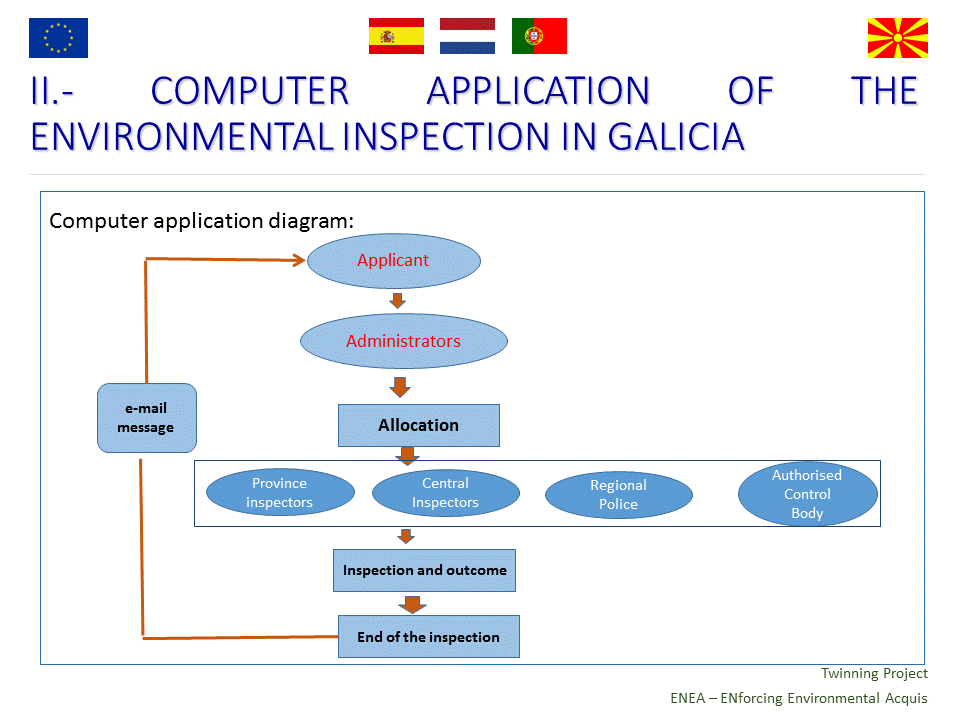 II.- COMPUTER APPLICATION OF THE
ENVIRONMENTAL INSPECTION IN GALICIA
Computer application diagram:
Applicant
Administrators
e-mail
message
Allocation
Province
inspectors
Central
Inspectors
Regional
Police
Authorised
Control
Body
Inspection and outcome
End of the inspection
Twinning Project
ENEA – ENforcing Environmental Acquis